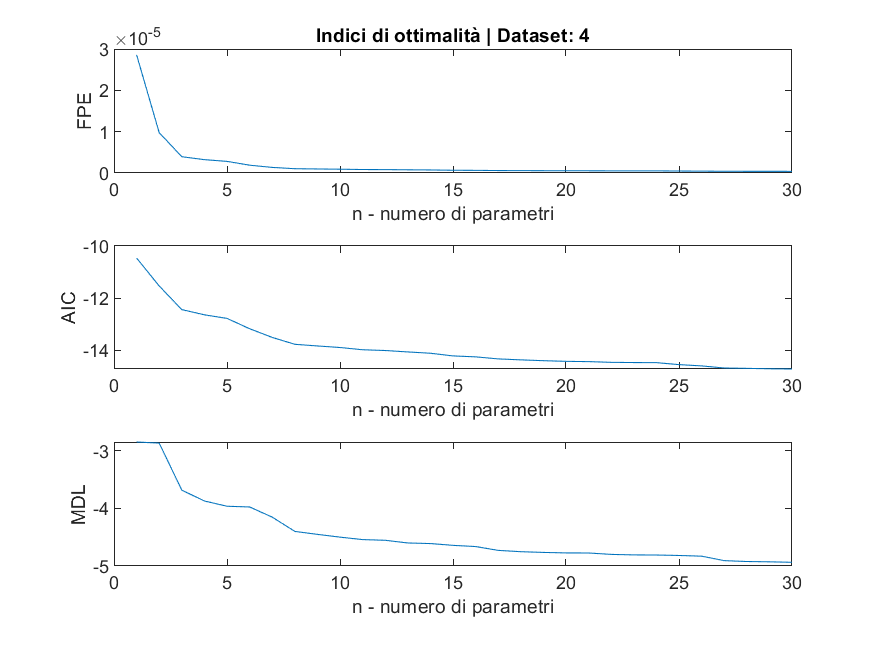 Indici di ottimalità | Dataset: 4
×10⁻⁵
3
2
1
0
FPE
0 5 10 15 20 25 30
n - numero di parametri
-10
-12
-14
AIC
0 5 10 15 20 25 30
n - numero di parametri
-3
-4
-5
MDL
0 5 10 15 20 25 30
n - numero di parametri